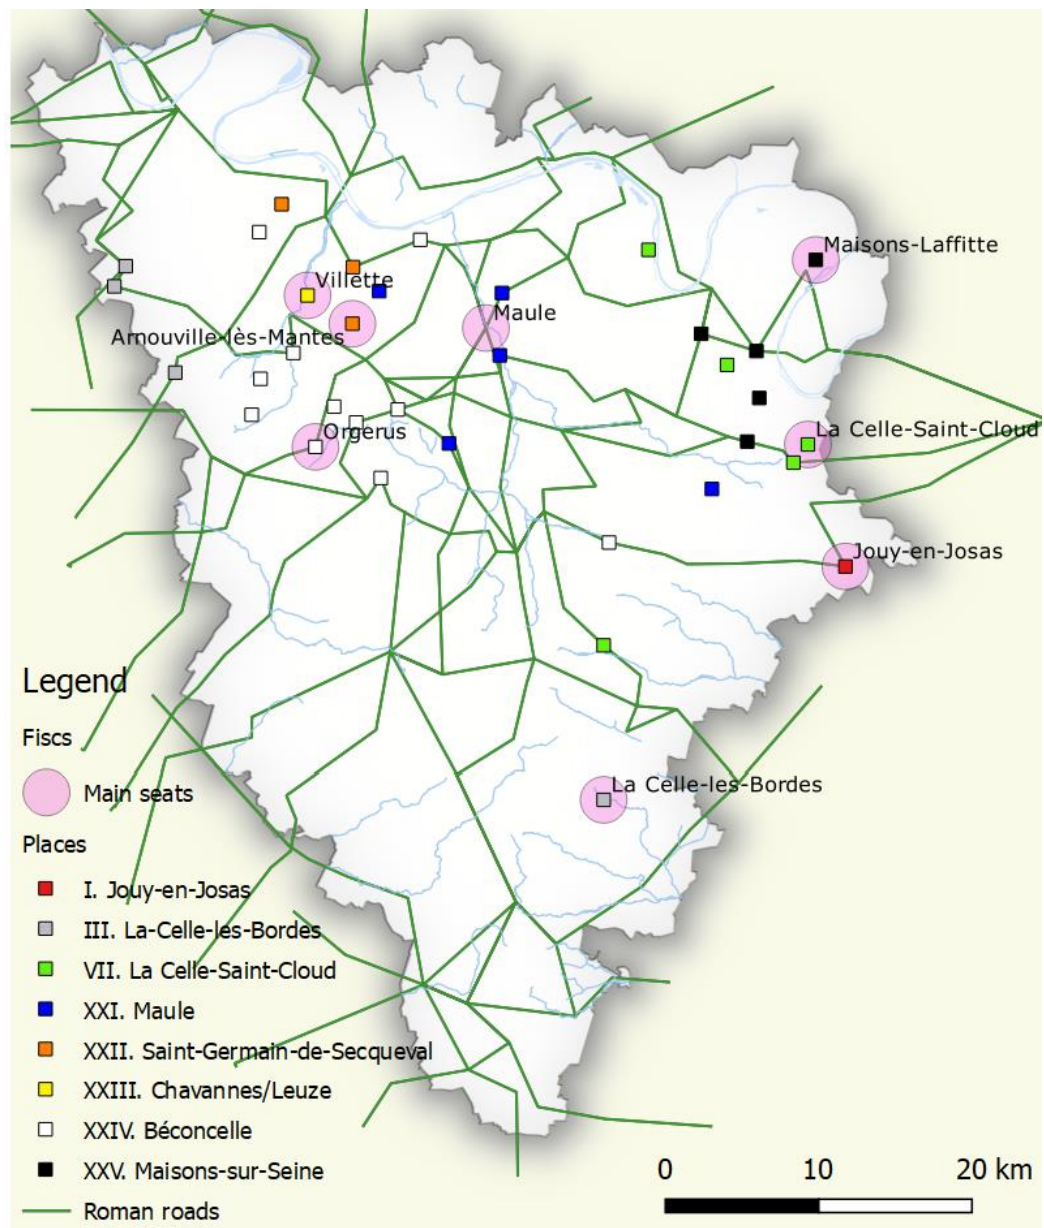 Maisons-Laffitte
Villette
Maule
Arnouville-lès-Mantes
Orgerus
La Celle-Saint-Cloud
Jouy-en-Josas
La Celle-les-Bordes
Legend
Fiscs
Main seats
Places
I. Jouy-en-Josas
III. La-Celle-les-Bordes
VII. La Celle-Saint-Cloud
XXI. Maule
XXII. Saint-Germain-de-Secqueval
XXIII. Chavannes/Leuze
XXIV. Béconcelle
XXV. Maisons-sur-Seine
Roman roads
0 10 20 km